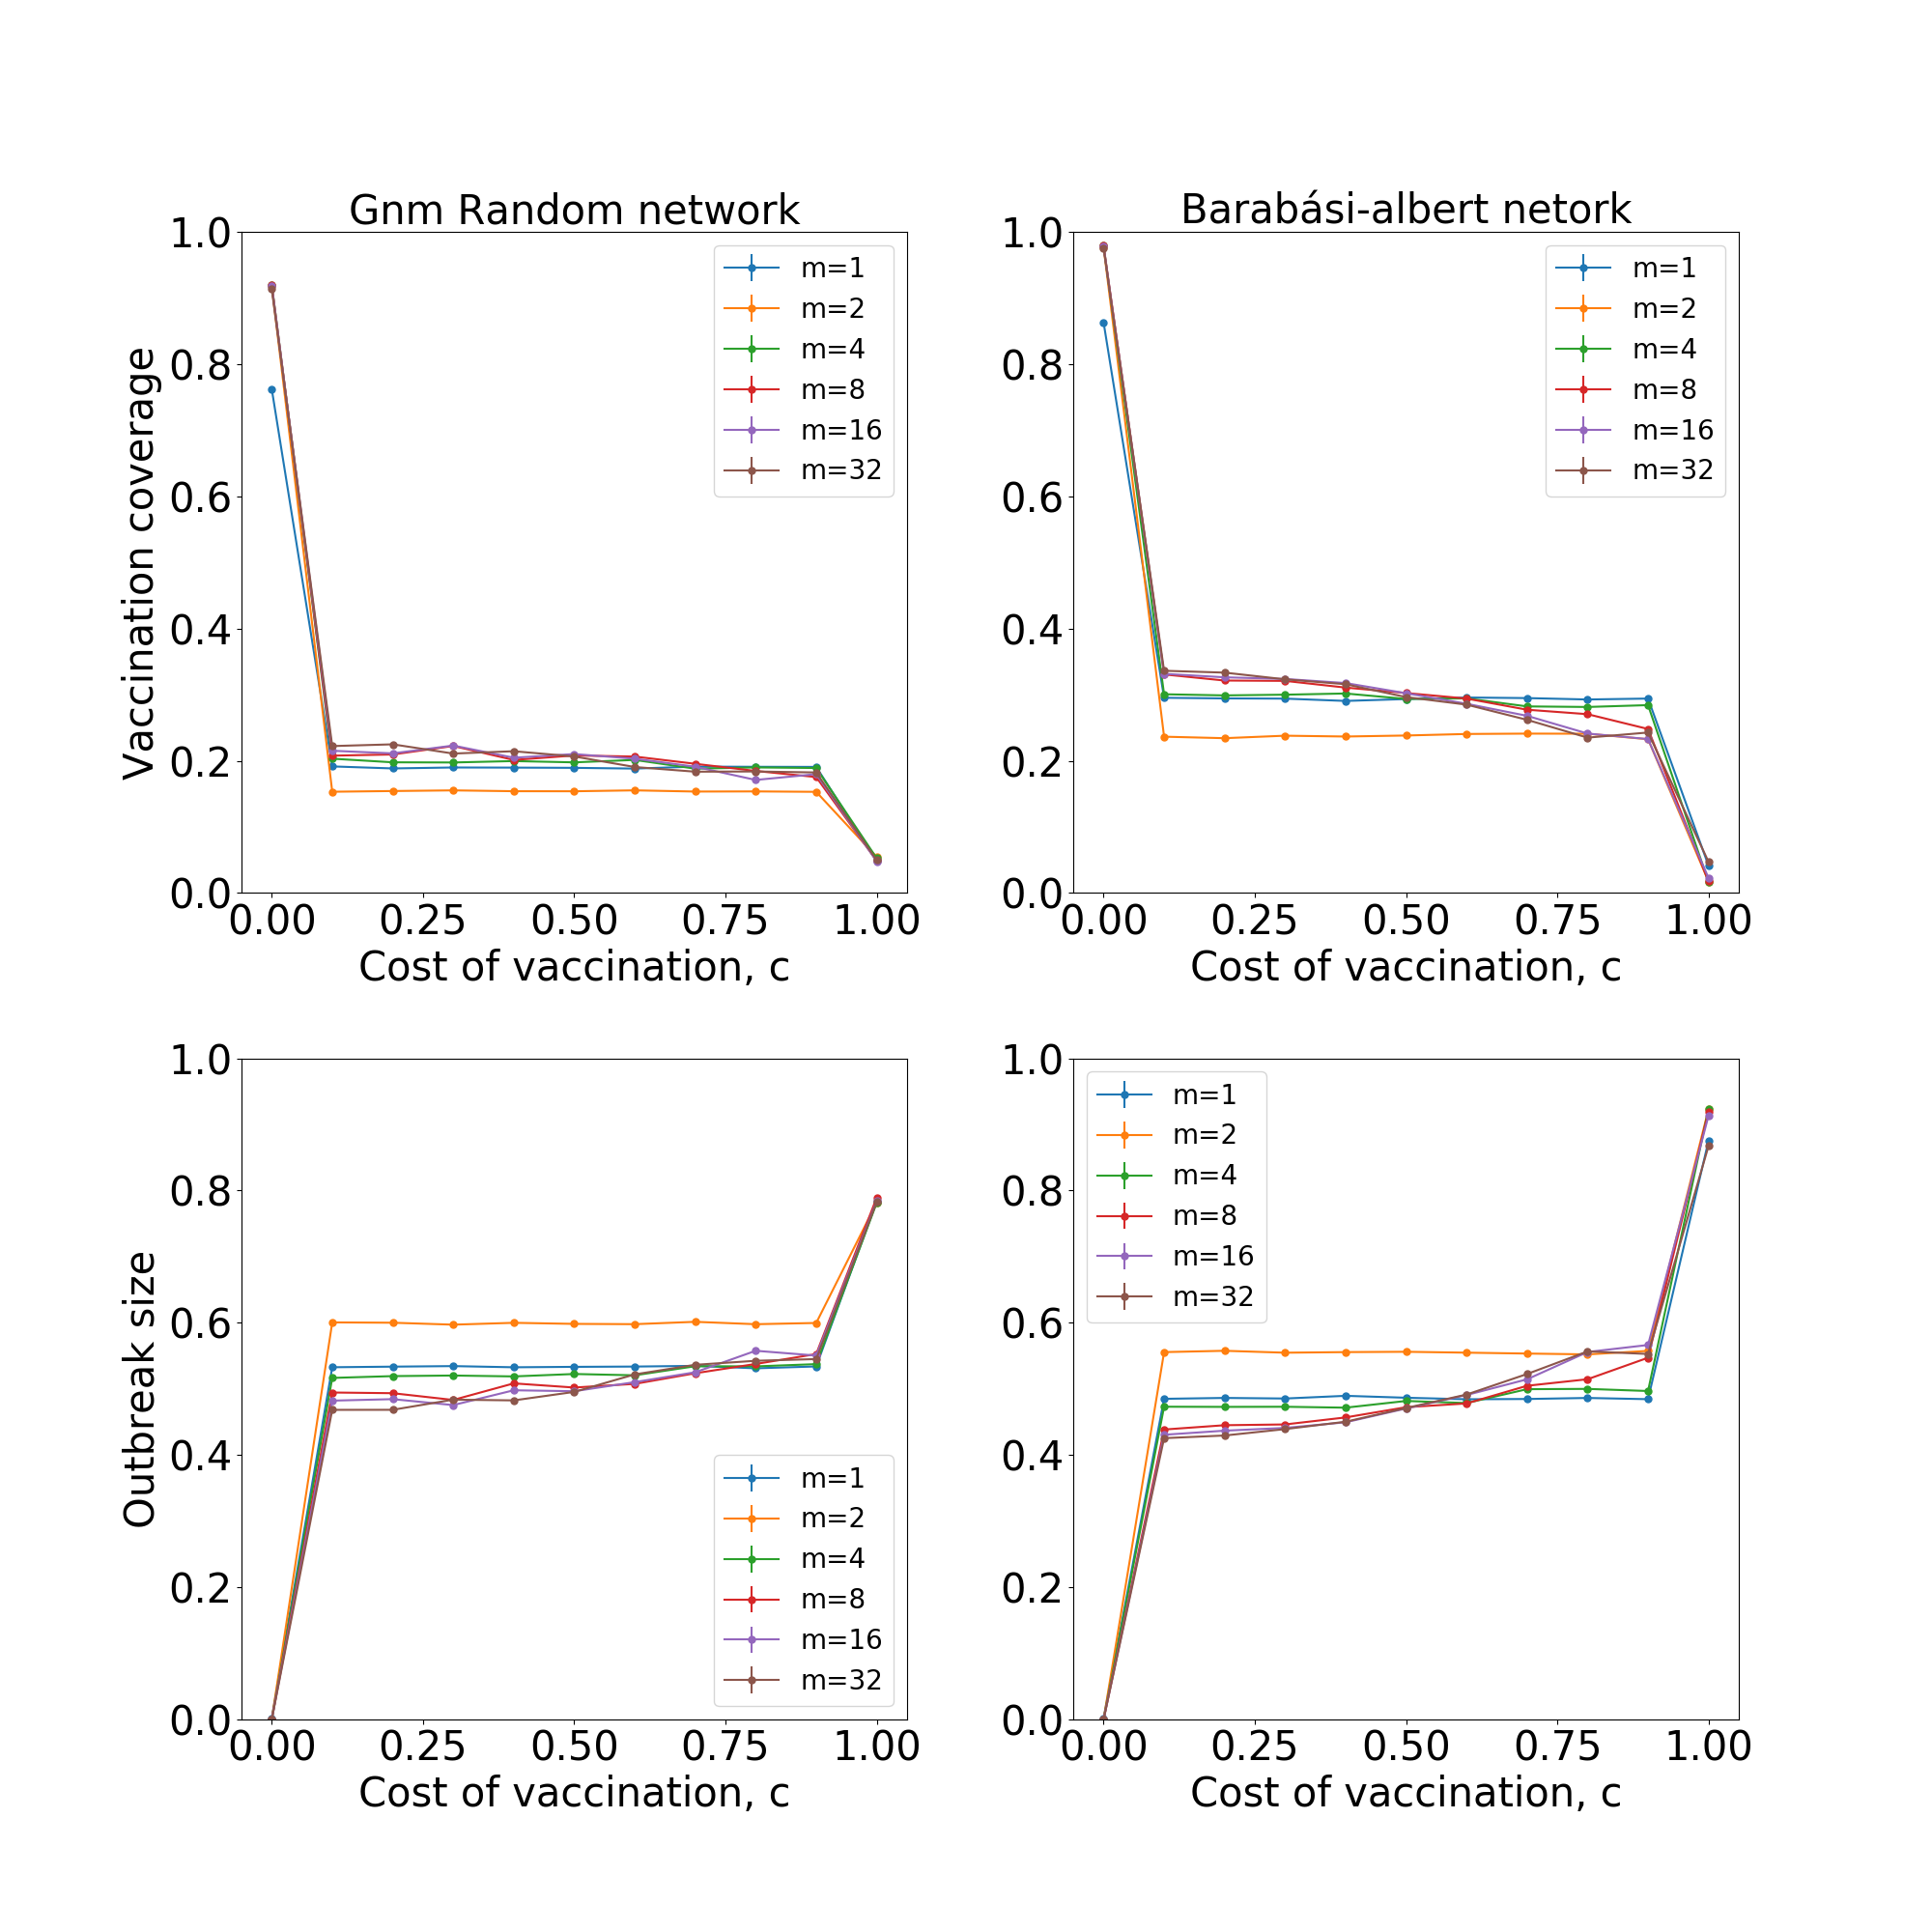 Gnm Random network
Vaccination coverage
1.0
0.8
0.6
0.4
0.2
0.0
m=1
m=2
m=4
m=8
m=16
m=32
0.00 0.25 0.50 0.75 1.00
Cost of vaccination, c
Barabási-albert netork
1.0
0.8
0.6
0.4
0.2
0.0
m=1
m=2
m=4
m=8
m=16
m=32
0.00 0.25 0.50 0.75 1.00
Cost of vaccination, c
Outbreak size
1.0
0.8
0.6
0.4
0.2
0.0
m=1
m=2
m=4
m=8
m=16
m=32
0.00 0.25 0.50 0.75 1.00
Cost of vaccination, c
1.0
0.8
0.6
0.4
0.2
0.0
m=1
m=2
m=4
m=8
m=16
m=32
0.00 0.25 0.50 0.75 1.00
Cost of vaccination, c